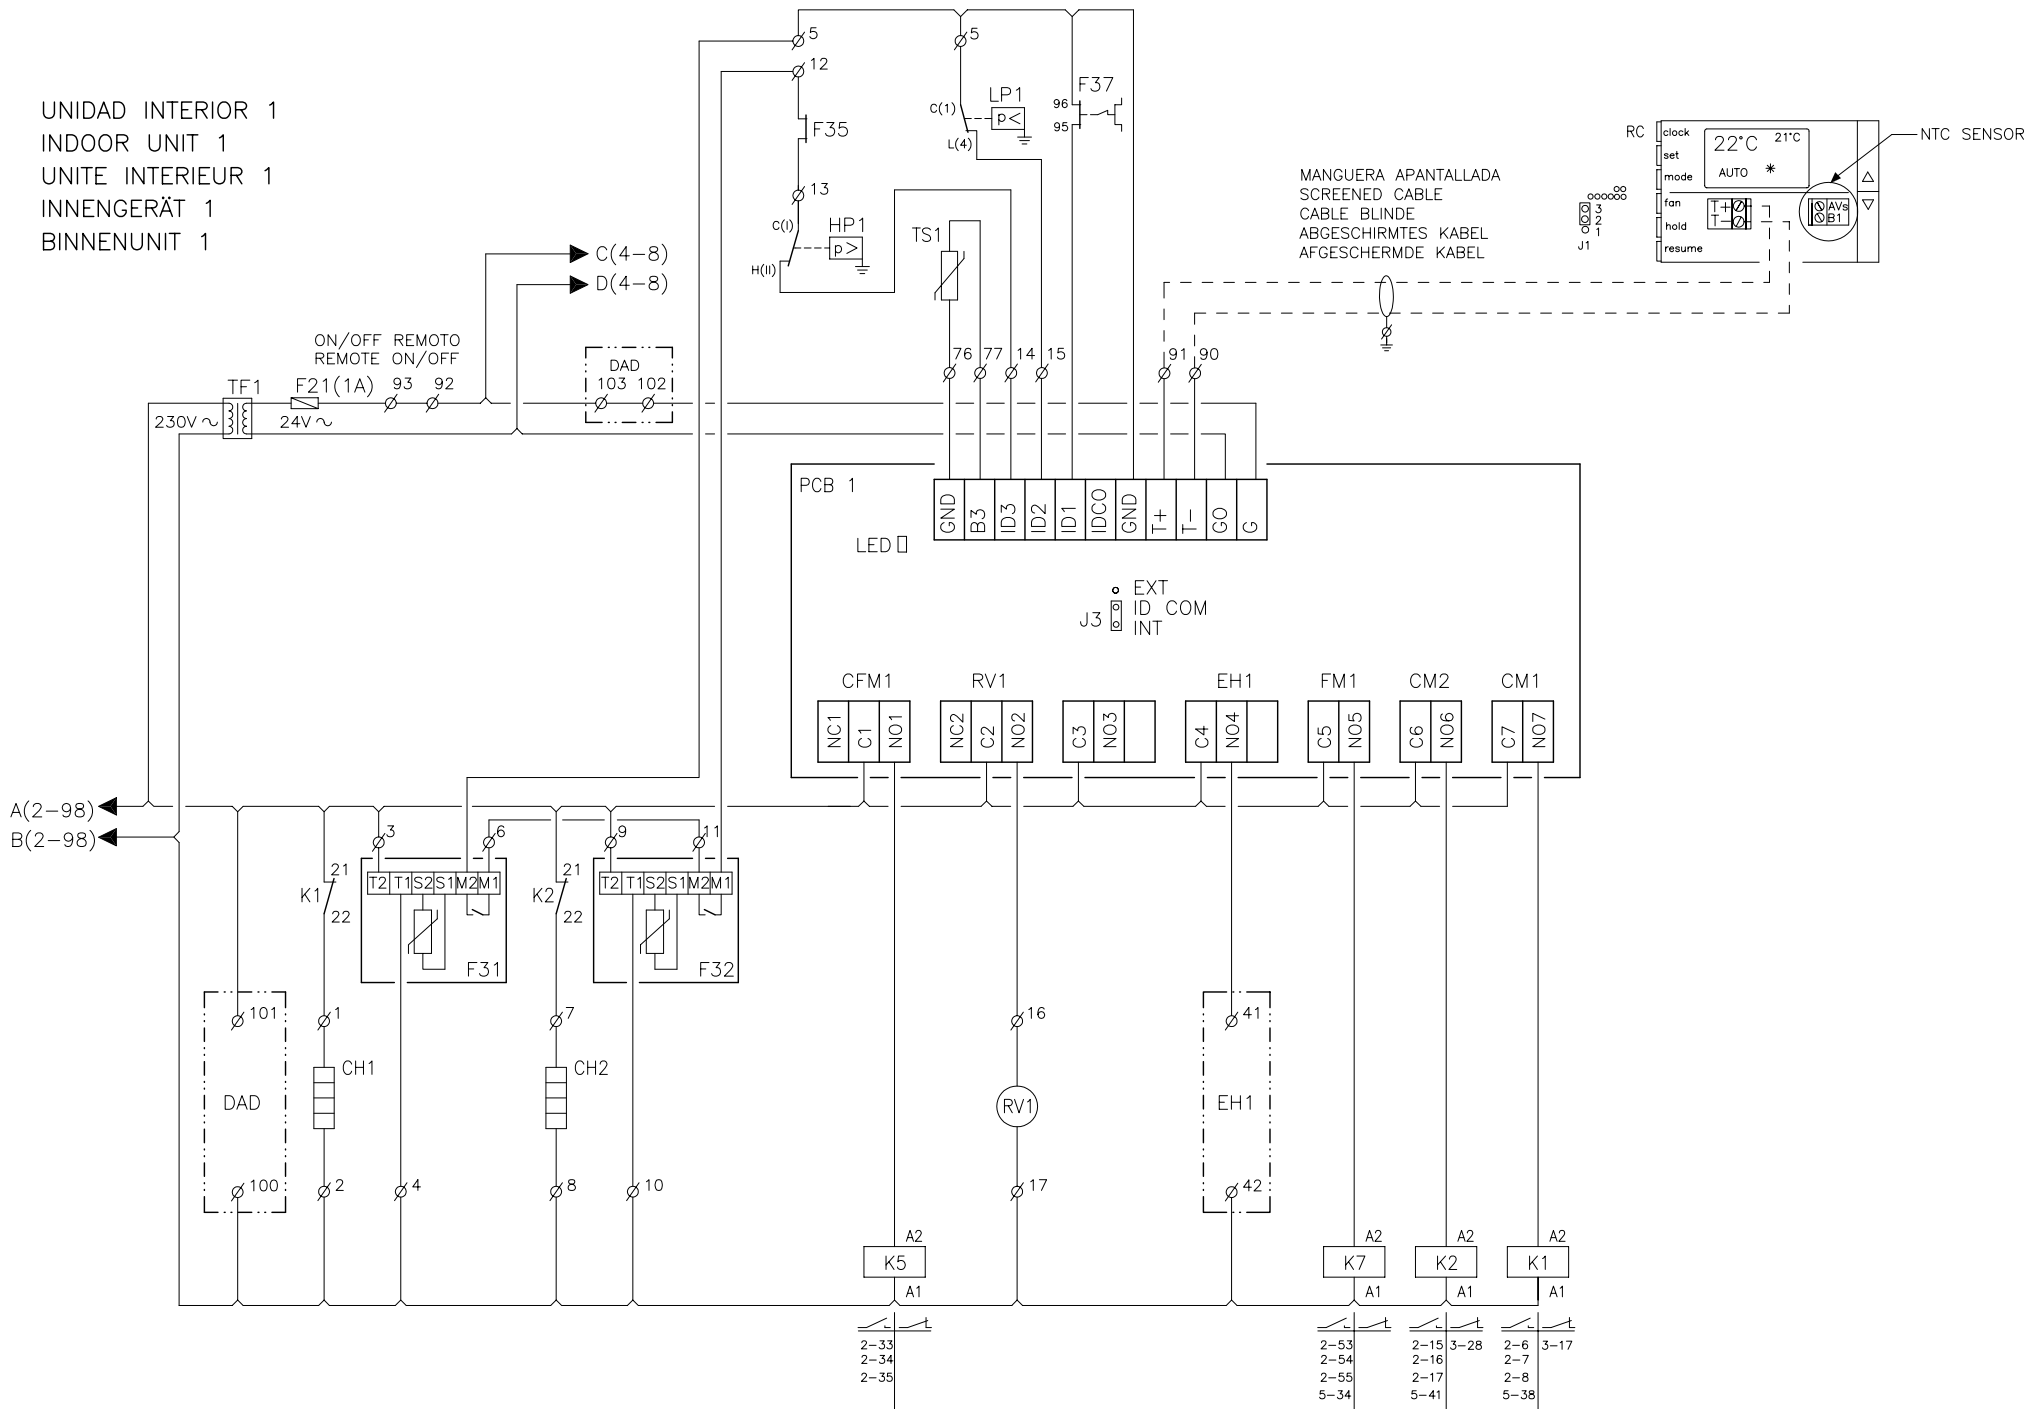 UNIDAD INTERIOR 1
INDOOR UNIT 1
UNITE INTERIEUR 1
INNENGERÄT 1
BINNENUNIT 1
5
5
12
F35
13
C(I)
HP1
p>
H(II)
C(1)
LP1
p<
L(4)
F37
96
95
TS1
MANGUERA APANTALLADA
SCREENED CABLE
CABLE BLINDE
ABGESCHIRMTES KABEL
AFGESCHERMDE KABEL
RC
clock
set
mode
fan
hold
resume
22°C
21°C
AUTO
*
T+
T-
AVs
B1
NTC SENSOR
3
2
1
J1
C(4-8)
D(4-8)
ON/OFF REMOTO
REMOTE ON/OFF
TF1
F21(1A)
93
92
DAD
103
102
230V~
24V~
76
77
14
15
91
90
PCB 1
GND
B3
ID3
ID2
ID1
IDCO
GND
T+
T-
GO
G
LED
EXT
J3
ID COM
INT
CFM1
RV1
EH1
FM1
CM2
CM1
NC1
C1
NO1
NC2
C2
NO2
C3
NO3
C4
NO4
C5
NO5
C6
NO6
C7
NO7
A(2-98)
B(2-98)
3
6
9
11
K1
21
22
T2
T1
S2
S1
M2
M1
F31
K2
21
22
T2
T1
S2
S1
M2
M1
F32
101
DAD
100
1
CH1
2
4
7
CH2
8
10
16
RV1
17
41
EH1
42
A2
K5
A1
A2
K7
A1
A2
K2
A1
A2
K1
A1
2-33
2-34
2-35
2-53
2-54
2-55
5-34
2-15
3-28
2-16
2-17
5-41
2-6
3-17
2-7
2-8
5-38